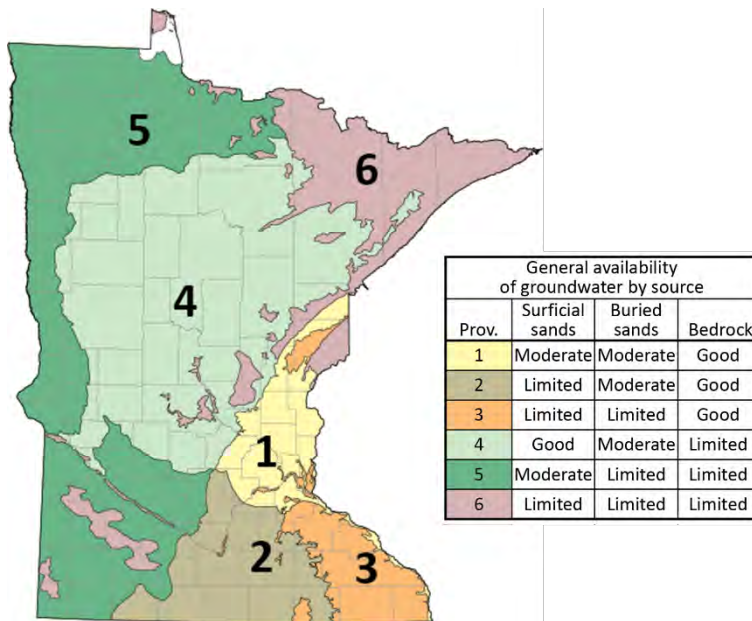 5
6
4
1
2
3
General availability
of groundwater by source
Prov. Surficial sands Buried sands Bedrock
1 Moderate Moderate Good
2 Limited Moderate Good
3 Limited Limited Good
4 Good Moderate Limited
5 Moderate Limited Limited
6 Limited Limited Limited